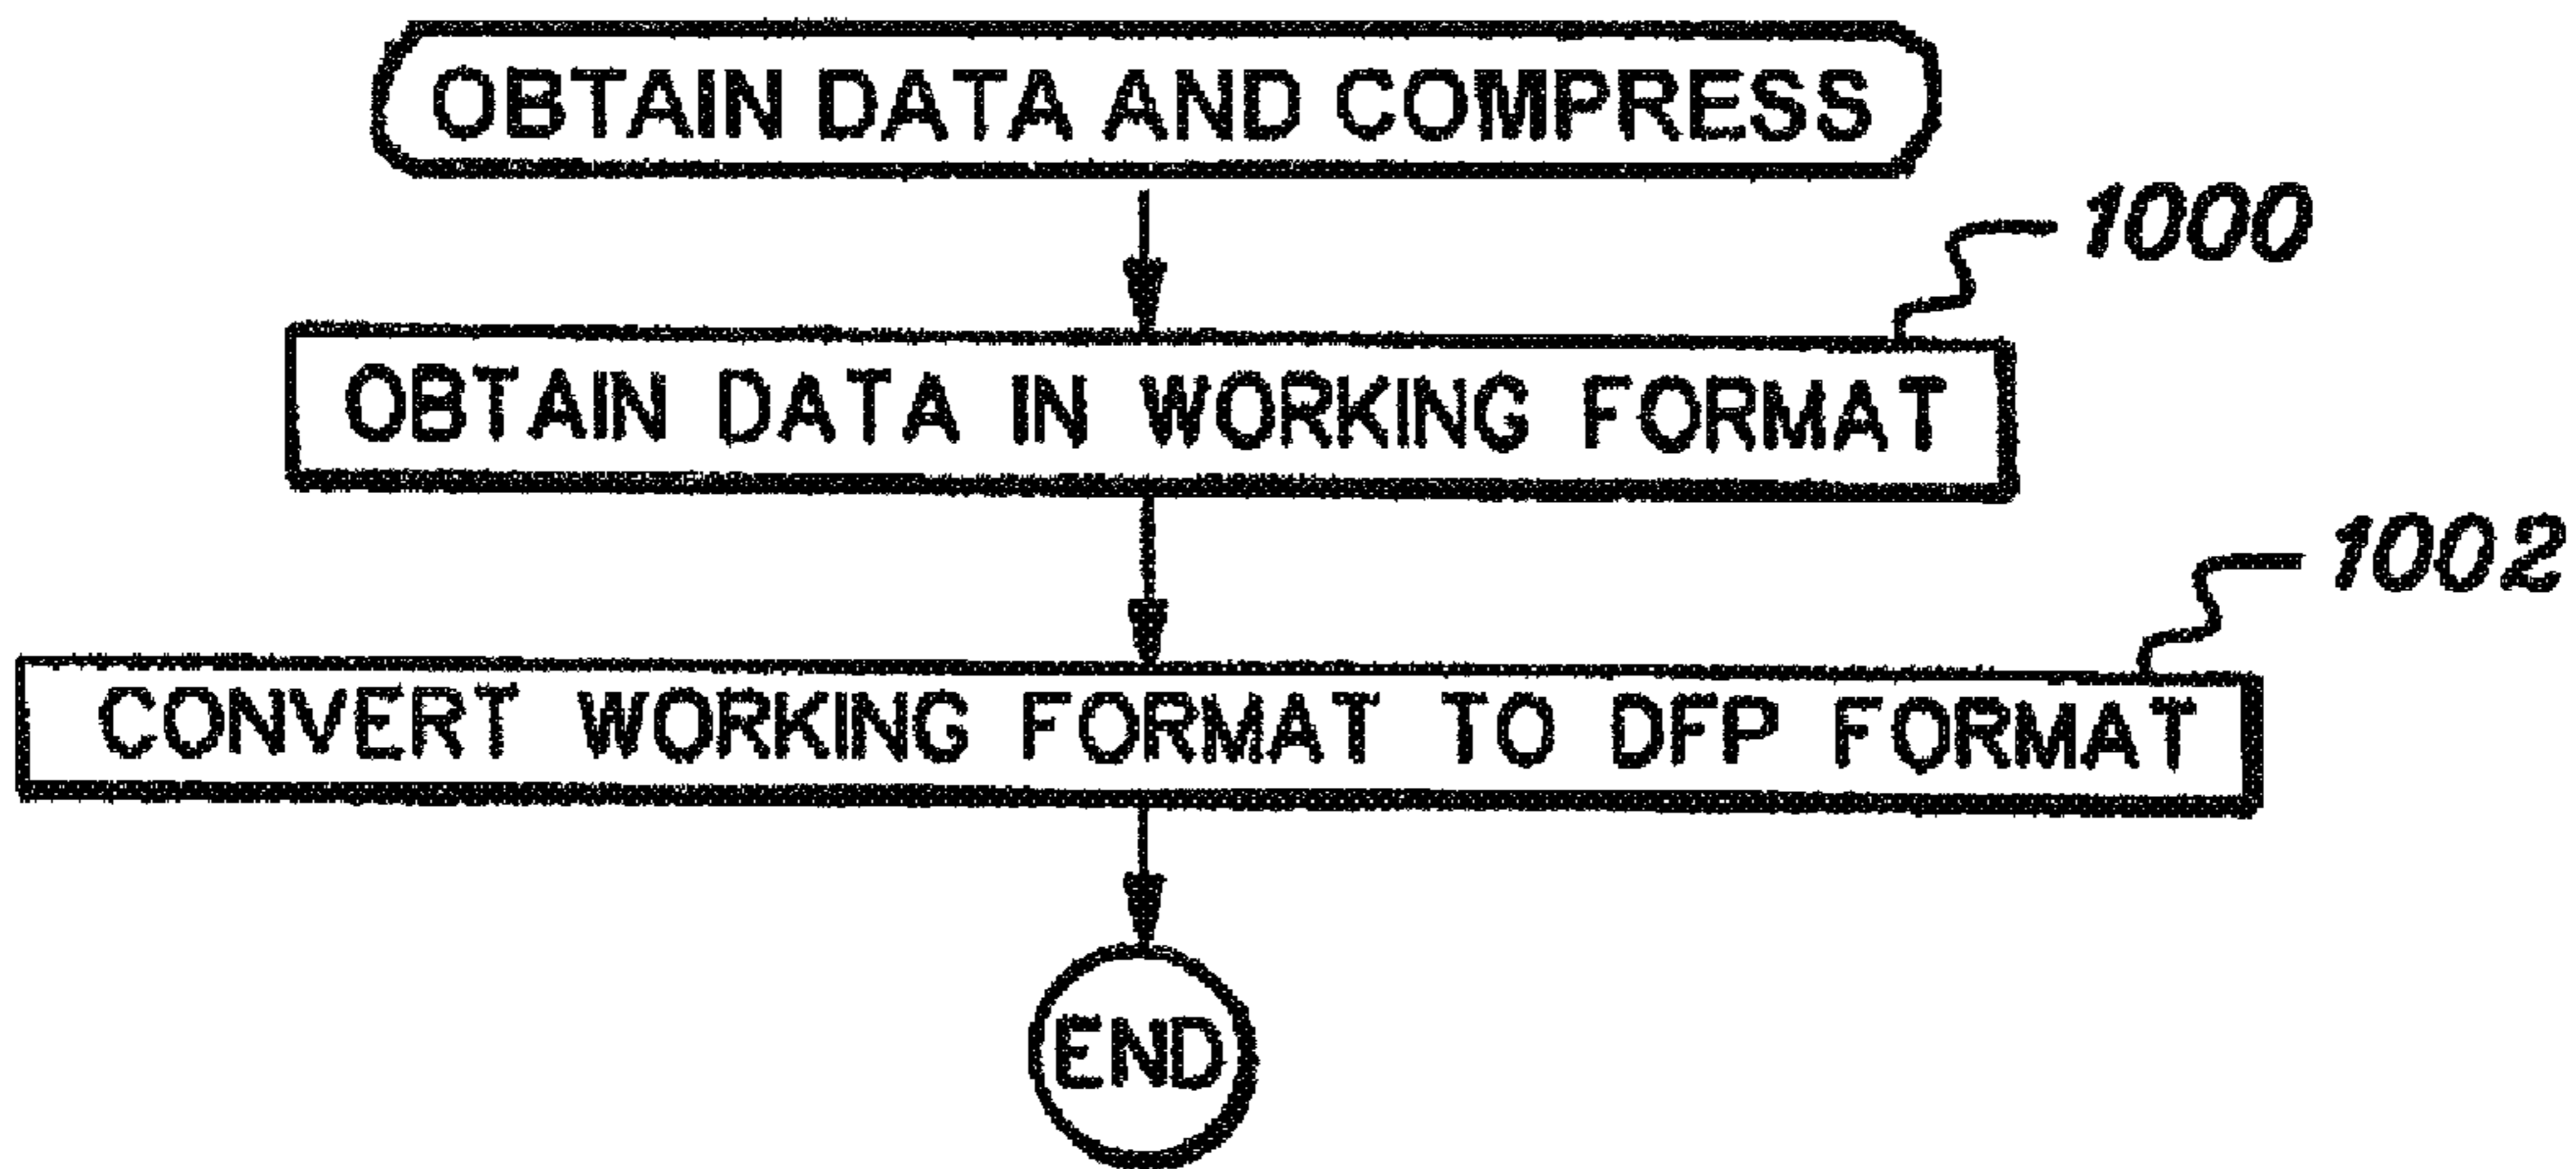 OBTAIN DATA AND COMPRESS
1000
OBTAIN DATA IN WORKING FORMAT
1002
CONVERT WORKING FORMAT TO DFP FORMAT
END